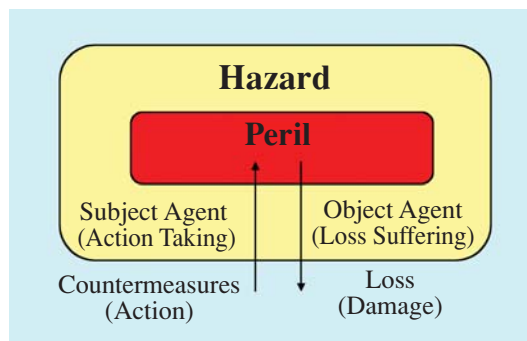 Hazard
Peril
Subject Agent
(Action Taking)
Object Agent
(Loss Suffering)
Countermeasures
(Action)
Loss
(Damage)